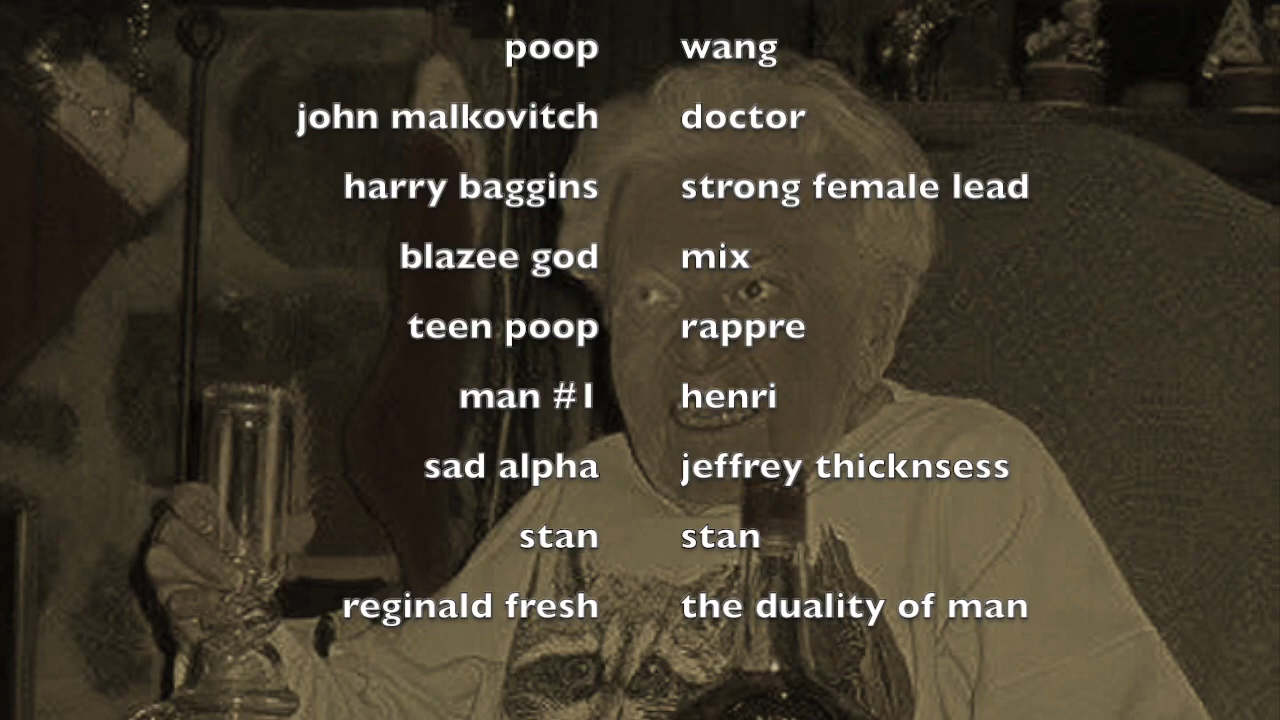 poop wang
john malkovitch doctor
harry baggins strong female lead
blazee god mix
teen poop rappre
man #1 henri
sad alpha jeffrey thicknsess
stan stan
reginald fresh the duality of man